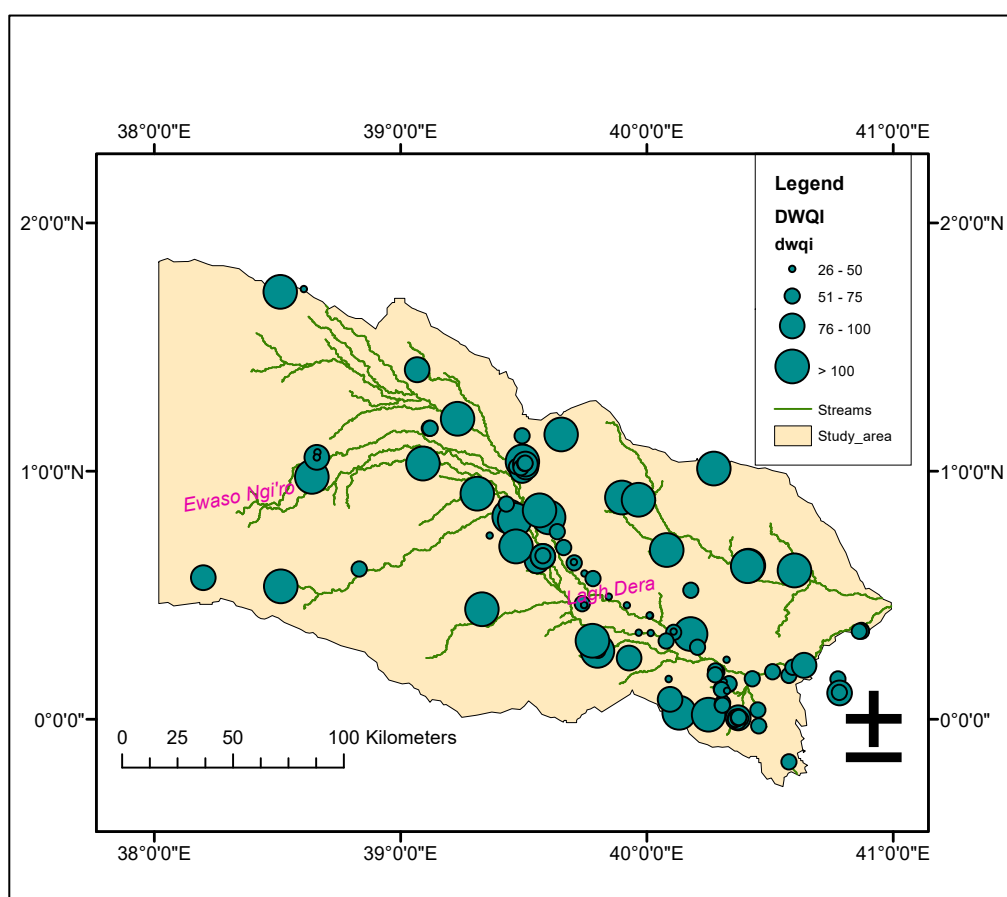 38°0'0"E 39°0'0"E 40°0'0"E 41°0'0"E
Legend
DWQI
dwqi
26 - 50
51 - 75
76 - 100
> 100
Streams
Study_area
2°0'0"N 2°0'0"N
1°0'0"N 1°0'0"N
Ewaso Ngi'ro
Lagh Dera
0°0'0" 0°0'0"
0 25 50 100 Kilometers
38°0'0"E 39°0'0"E 40°0'0"E 41°0'0"E